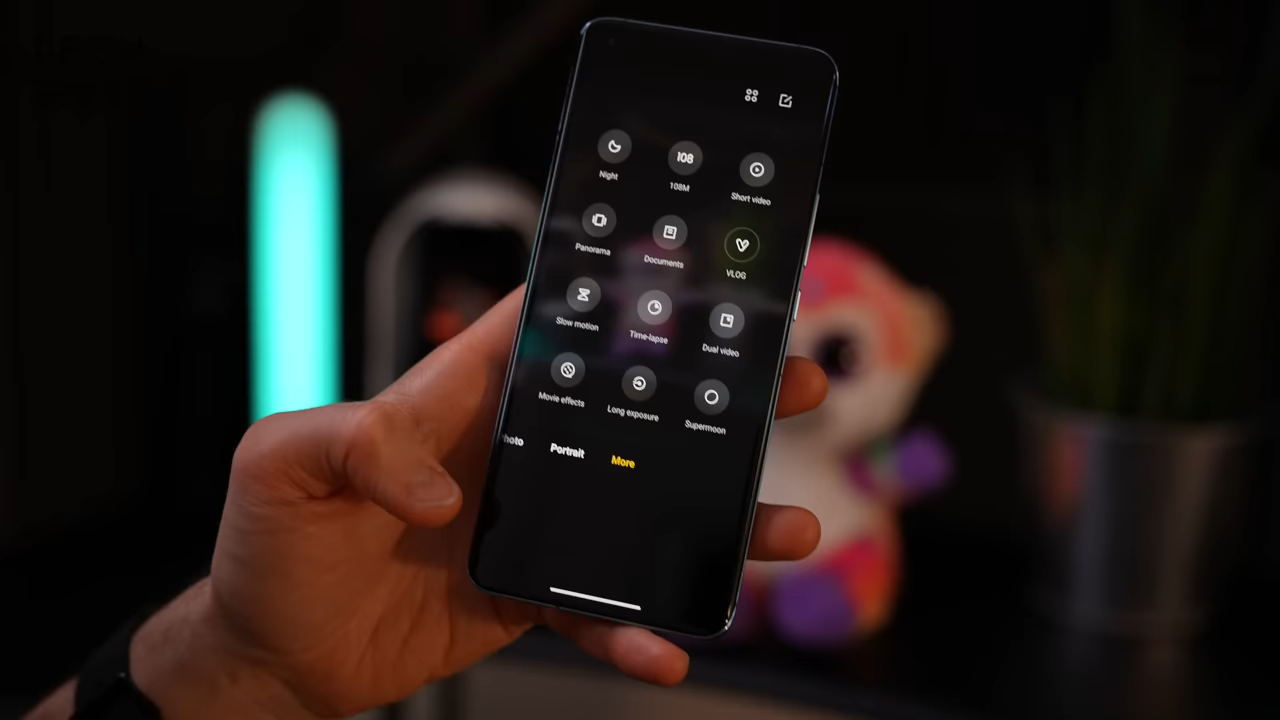 Night
108
108M
Short video
Panorama
Documents
VLOG
Slow motion
Time-lapse
Dual video
Movie effects
Long exposure
Supermoon
hoto Portrait More